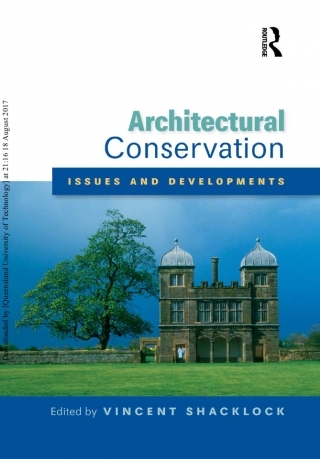 ROUTLEDGE
Architectural
Conservation
ISSUES AND DEVELOPMENTS
Edited by VINCENT SHACKLOCK
Downloaded by [Queensland University of Technology] at 21:16 18 August 2017